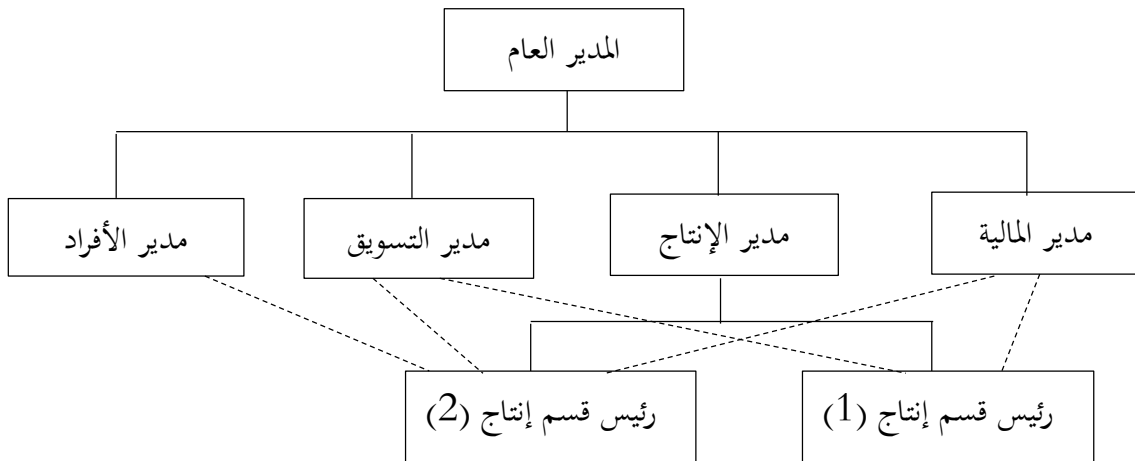 المدير العام
مدير المالية
مدير الإنتاج
مدير التسويق
مدير الأفراد
رئيس قسم إنتاج (1)
رئيس قسم إنتاج (2)